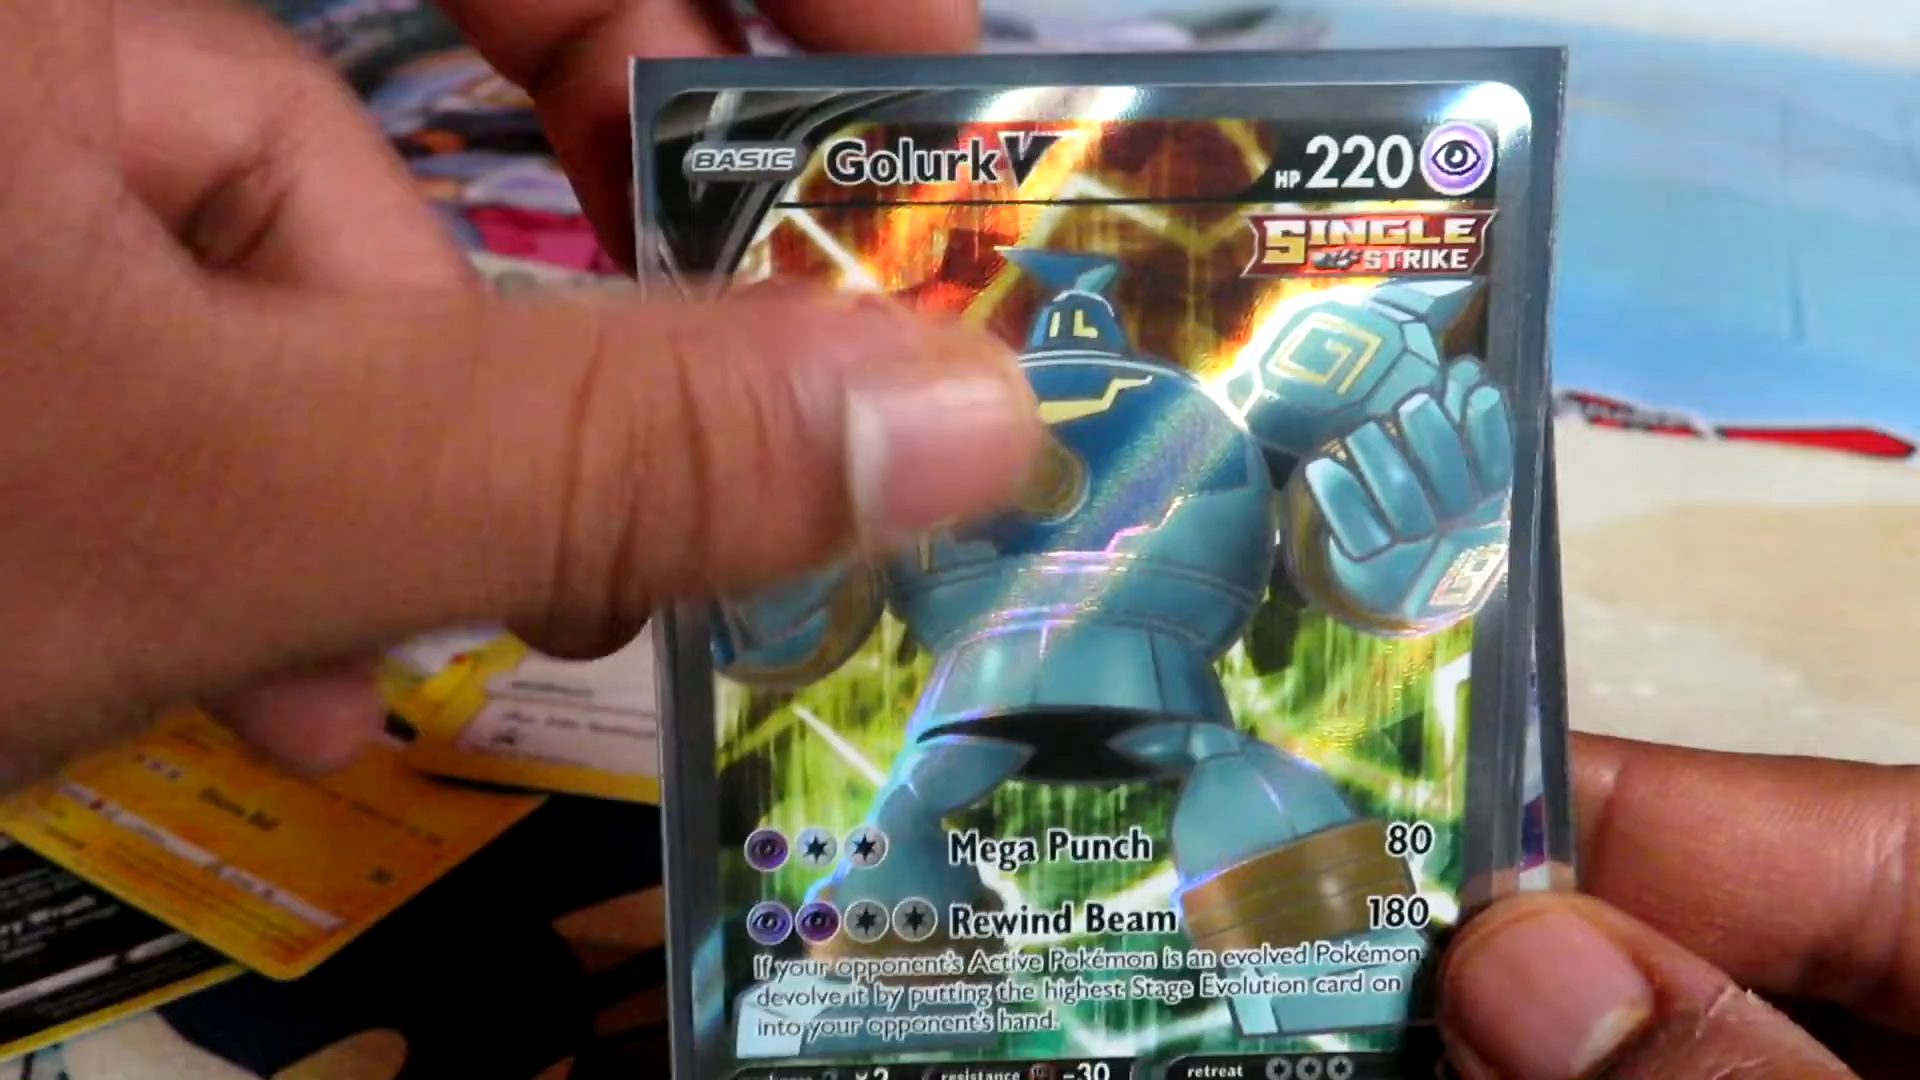 BASIC Golurk V HP 220
SINGLE
STRIKE
Mega Punch 80
Rewind Beam 180
If your opponent's Active Pokémon is an evolved Pokémon,
devolve it by putting the highest Stage Evolution card on
into your opponent's hand.
x2 resistance -30 retreat